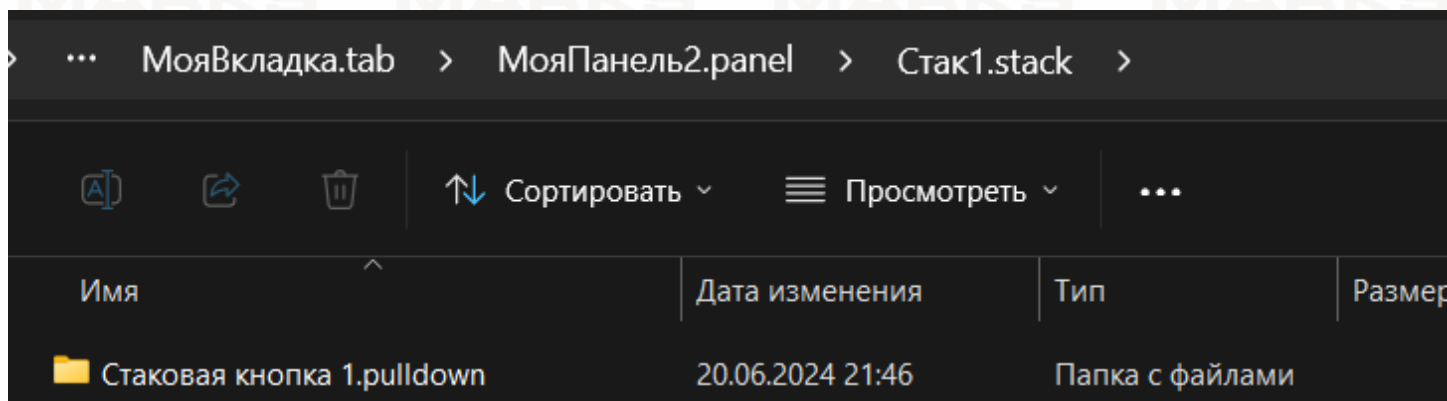 > ... МояВкладка.tab > МояПанель2.panel > Стак1.stack >
Сортировать Просмотреть ...
Имя Дата изменения Тип Размер
Стаковая кнопка 1.pulldown 20.06.2024 21:46 Папка с файлами